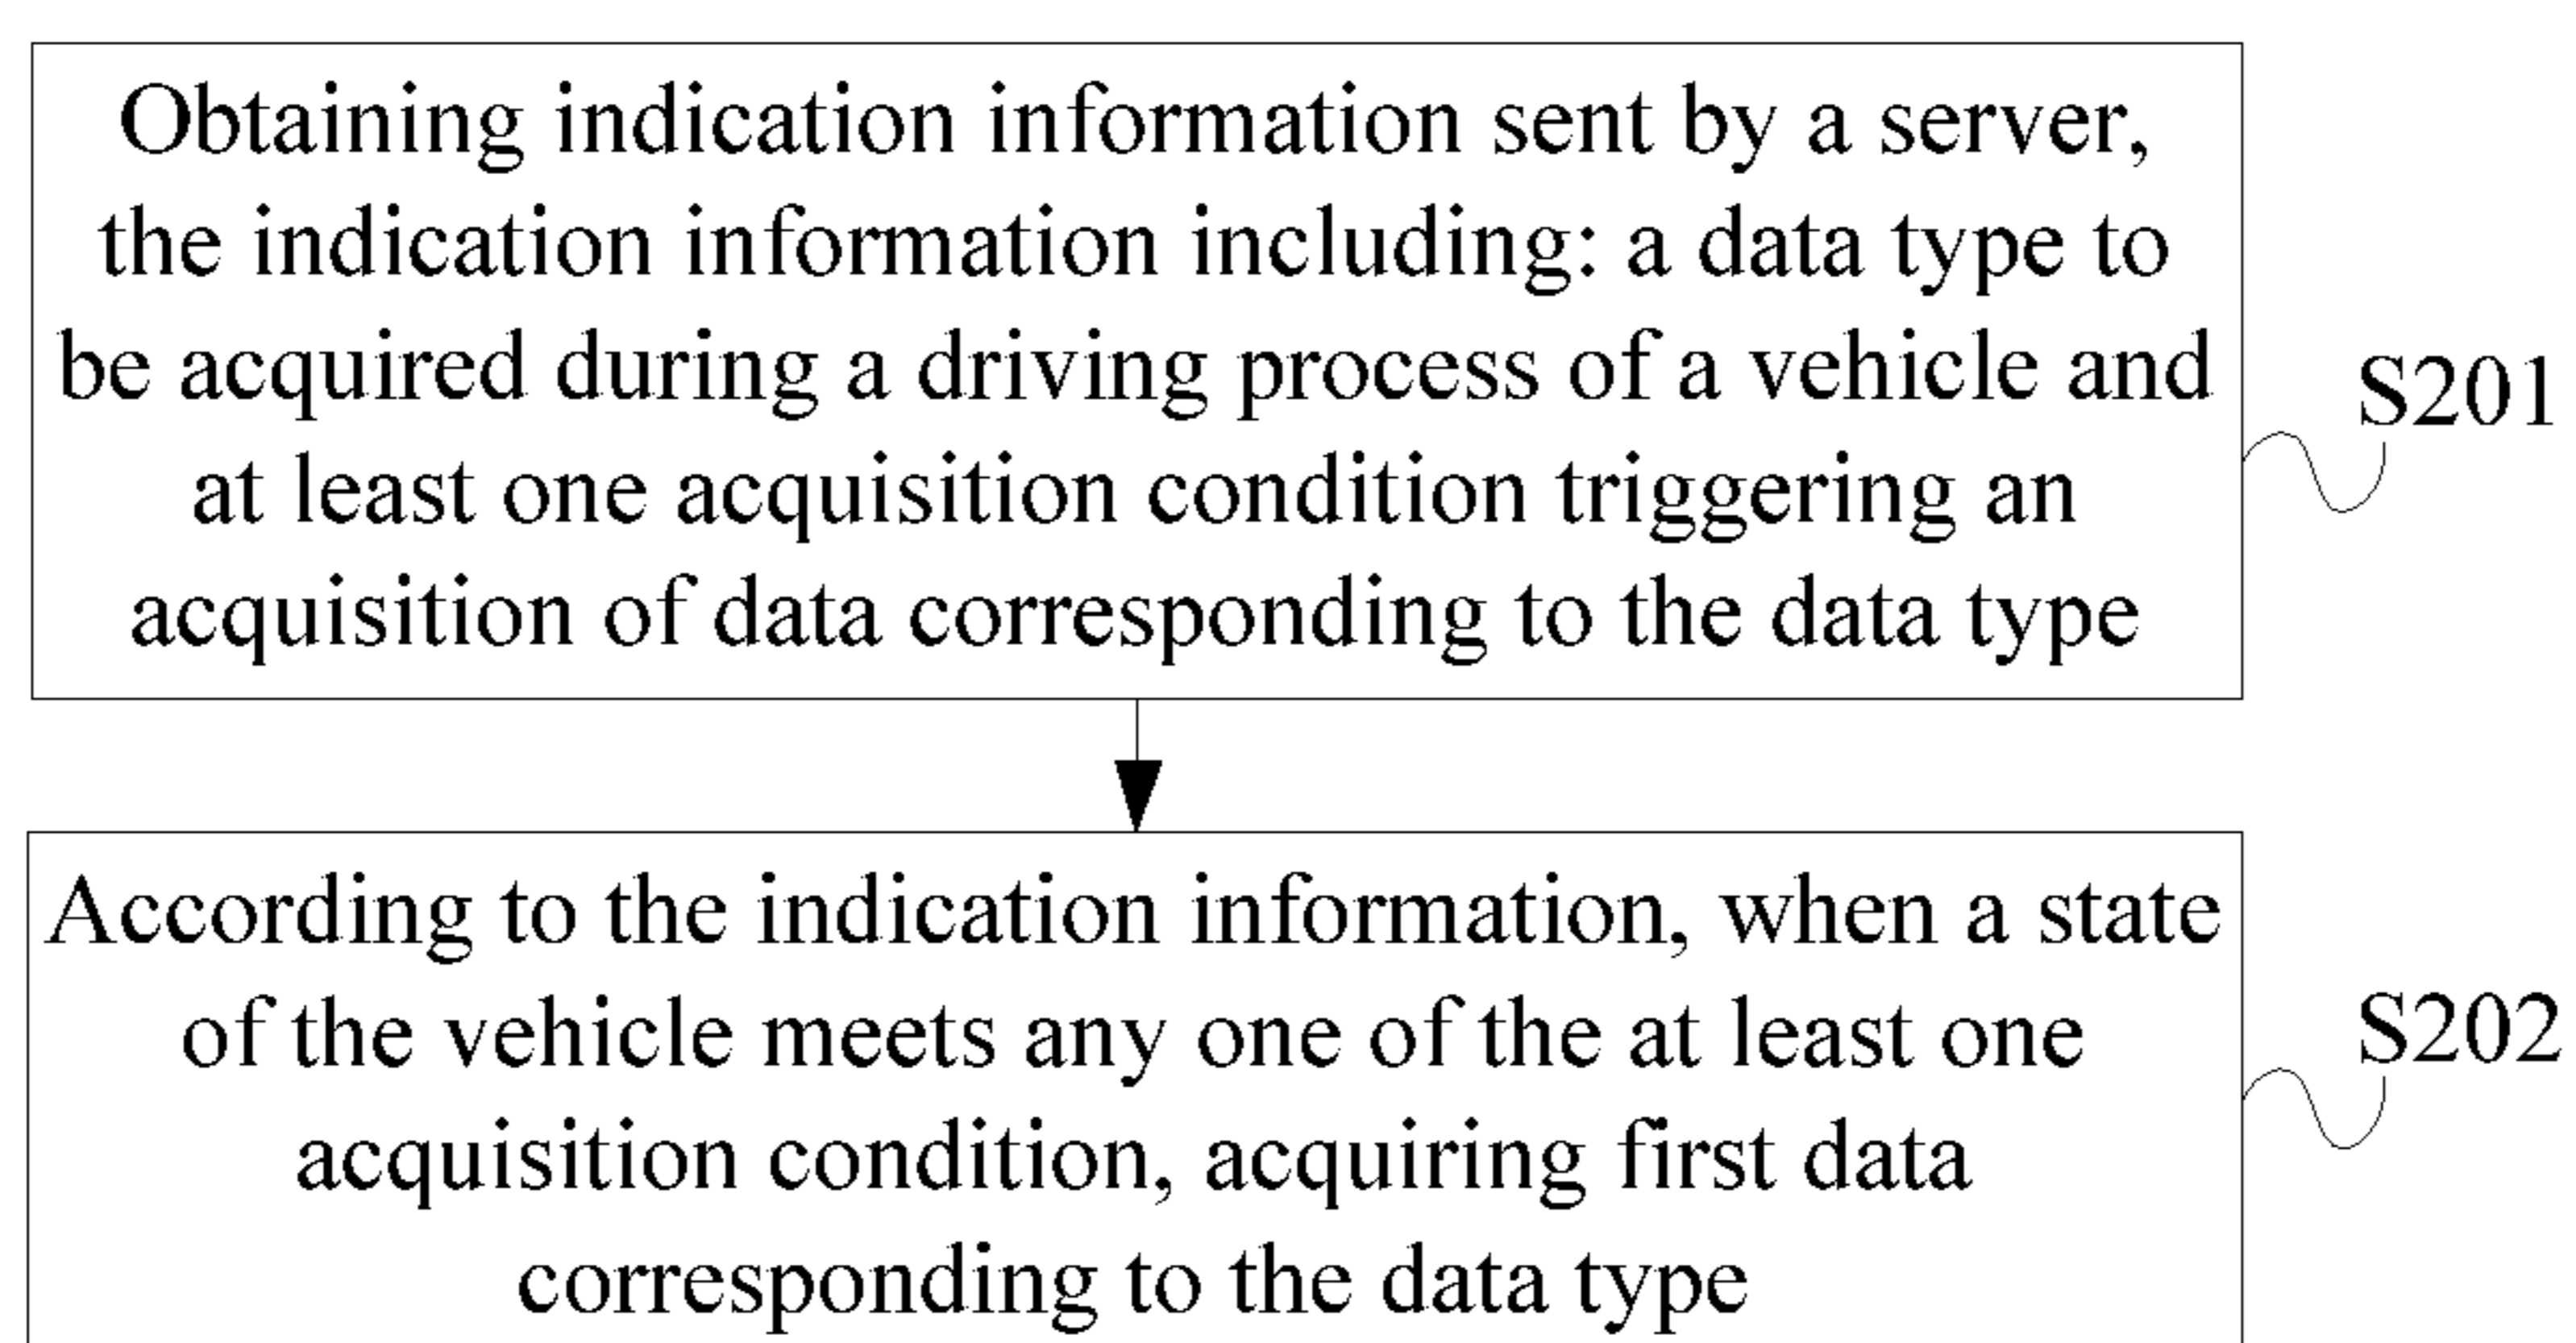 Obtaining indication information sent by a server,
the indication information including: a data type to
be acquired during a driving process of a vehicle and
at least one acquisition condition triggering an
acquisition of data corresponding to the data type
S201
According to the indication information, when a state
of the vehicle meets any one of the at least one
acquisition condition, acquiring first data
corresponding to the data type
S202